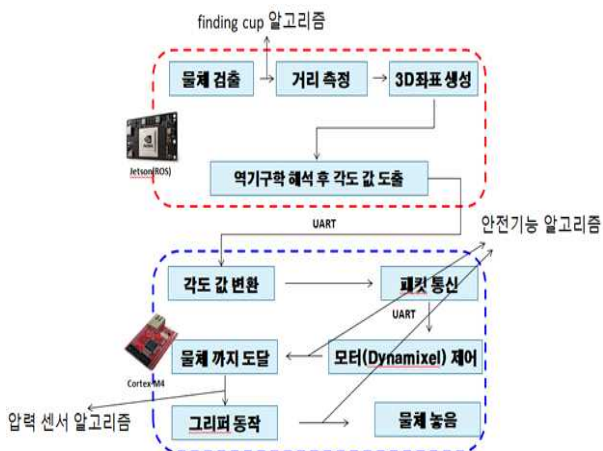 finding cup 알고리즘
물체 검출
거리 측정
3D좌표 생성
Jetson(ROS)
역기구학 해석 후 각도 값 도출
UART
안전기능 알고리즘
각도 값 변환
패킷 통신
UART
물체 까지 도달
모터(Dynamixel) 제어
Cortex-M4
압력 센서 알고리즘
그리퍼 동작
물체 놓음